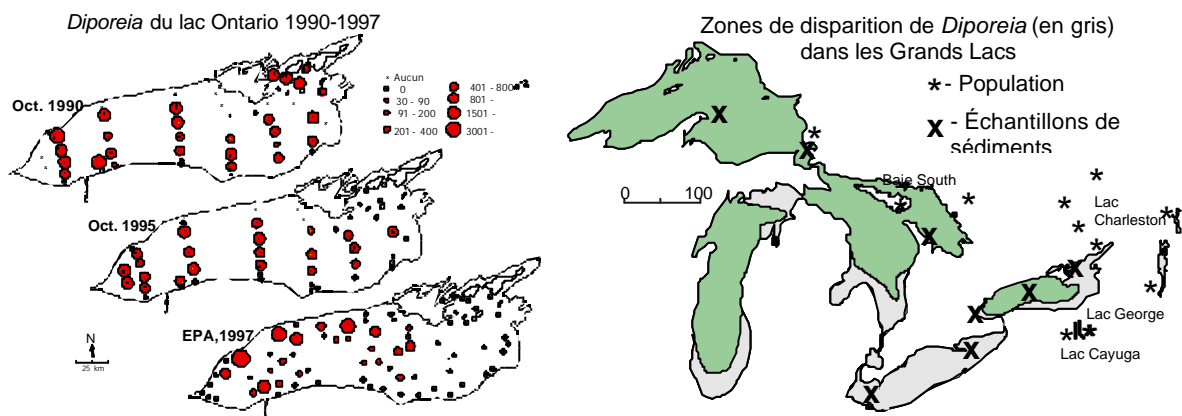 Diporeia du lac Ontario 1990-1997
Oct. 1990
× Aucun
0
30 - 90
91 - 200
201 - 400
401 - 800
801 -
1501 -
3001 -
Oct. 1995
EPA,1997
N
25 km
Zones de disparition de Diporeia (en gris)
dans les Grands Lacs
* - Population
X - Échantillons de
sédiments
0 100
Baie South
Lac
Charleston
Lac George
Lac Cayuga